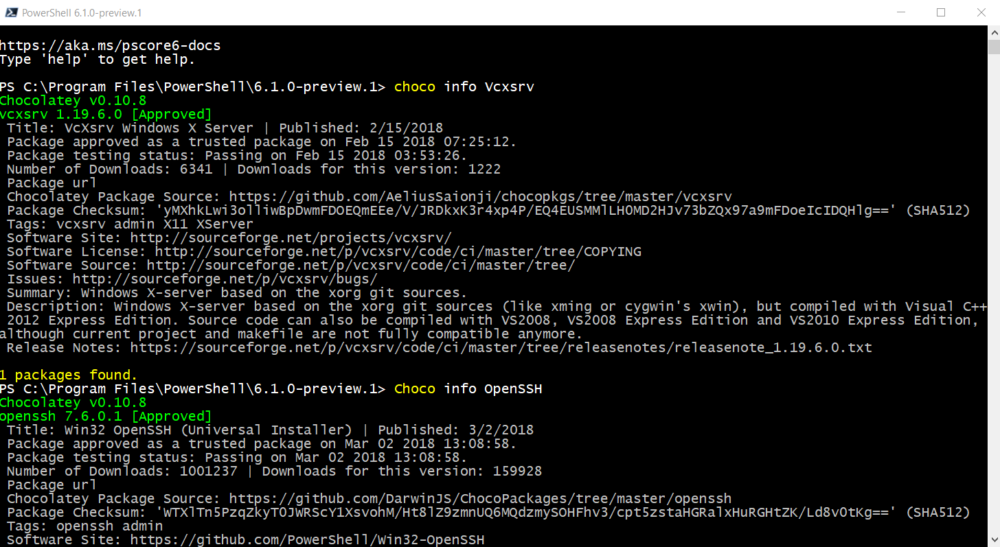 PowerShell 6.1.0-preview.1
https://aka.ms/pscore6-docs
Type 'help' to get help.
PS C:\Program Files\PowerShell\6.1.0-preview.1> choco info Vcxsrv
Chocolatey v0.10.8
vcxsrv 1.19.6.0 [Approved]
Title: VcXsrv Windows X Server | Published: 2/15/2018
Package approved as a trusted package on Feb 15 2018 07:25:12.
Package testing status: Passing on Feb 15 2018 03:53:26.
Number of Downloads: 6341 | Downloads for this version: 1222
Package url
Chocolatey Package Source: https://github.com/AeliusSaionji/chocopkgs/tree/master/vcxsrv
Package Checksum: 'yMXhkLwi3olliwBpDwmFDOEQmEEe/V/JRDkxK3r4xp4P/EQ4EUSMMlLH0MD2HJv73bZQx97a9mFDoeIcIDQHlg==' (SHA512)
Tags: vcxsrv admin X11 XServer
Software Site: http://sourceforge.net/projects/vcxsrv/
Software License: http://sourceforge.net/p/vcxsrv/code/ci/master/tree/COPYING
Software Source: http://sourceforge.net/p/vcxsrv/code/ci/master/tree/
Issues: http://sourceforge.net/p/vcxsrv/bugs/
Summary: Windows X-server based on the xorg git sources.
Description: Windows X-server based on the xorg git sources (like xming or cygwin's xwin), but compiled with Visual C++
2012 Express Edition. Source code can also be compiled with VS2008, VS2008 Express Edition and VS2010 Express Edition,
although current project and makefile are not fully compatible anymore.
Release Notes: https://sourceforge.net/p/vcxsrv/code/ci/master/tree/releasenotes/releasenote_1.19.6.0.txt
1 packages found.
PS C:\Program Files\PowerShell\6.1.0-preview.1> Choco info OpenSSH
Chocolatey v0.10.8
openssh 7.6.0.1 [Approved]
Title: Win32 OpenSSH (Universal Installer) | Published: 3/2/2018
Package approved as a trusted package on Mar 02 2018 13:08:58.
Package testing status: Passing on Mar 02 2018 13:08:58.
Number of Downloads: 1001237 | Downloads for this version: 159928
Package url
Chocolatey Package Source: https://github.com/DarwinJS/ChocoPackages/tree/master/openssh
Package Checksum: 'WTXlTn5PzqZkyT0JWRScY1XsvohM/Ht8lZ9zmnUQ6MQdzmySOHFhv3/cpt5zstaHGRalxHuRGHtZK/Ld8v0tKg==' (SHA512)
Tags: openssh admin
Software Site: https://github.com/PowerShell/Win32-OpenSSH